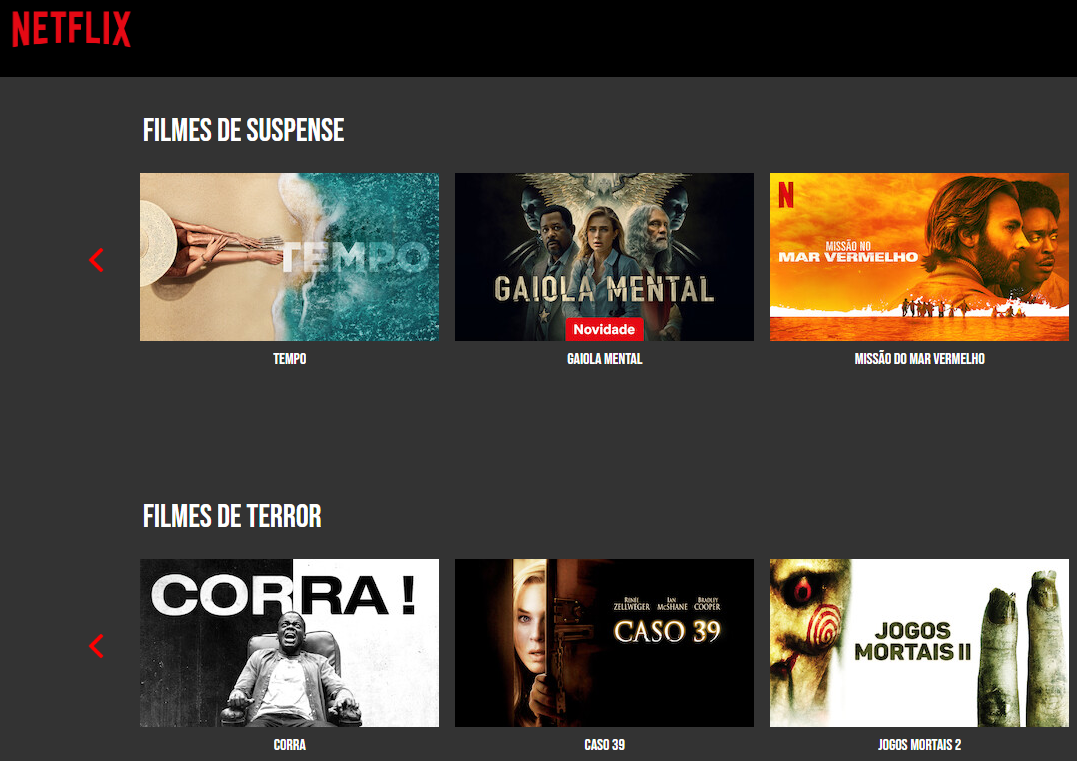 NETFLIX
FILMES DE SUSPENSE
TEMPO
GAIOLA MENTAL
Novidade
N
MISSÃO NO
MAR VERMELHO
TEMPO
GAIOLA MENTAL
MISSÃO DO MAR VERMELHO
FILMES DE TERROR
CORRA !
RENÉE ZELLWEGER IAN McSHANE BRADLEY COOPER
CASO 39
JOGOS
MORTAIS II
CORRA
CASO 39
JOGOS MORTAIS 2